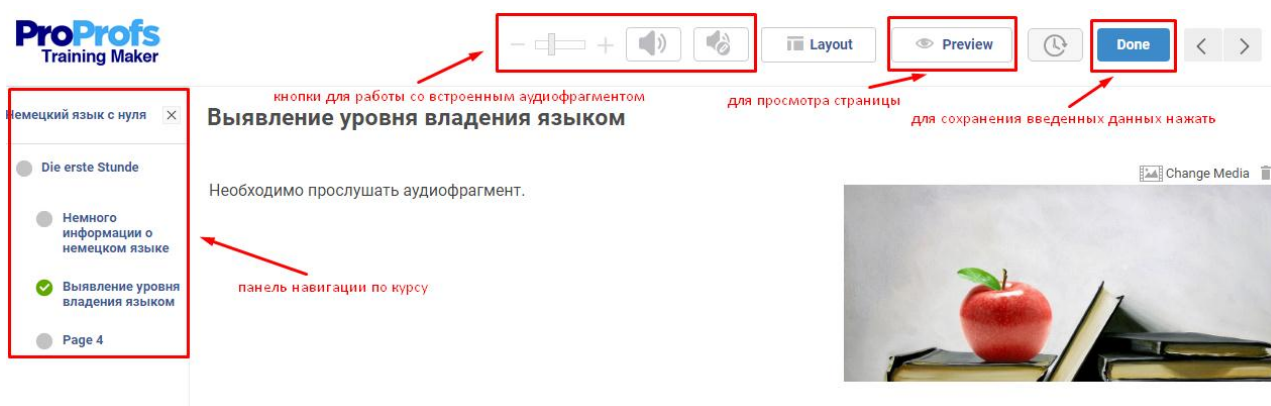 ProProfs
Training Maker
Layout
Preview
Done
кнопки для работы со встроенным аудиофрагментом
для просмотра страницы
для сохранения введенных данных нажать
Немецкий язык с нуля
Выявление уровня владения языком
Die erste Stunde
Change Media
Необходимо прослушать аудиофрагмент.
Немного
информации о
немецком языке
Выявление уровня
владения языком
панель навигации по курсу
Page 4